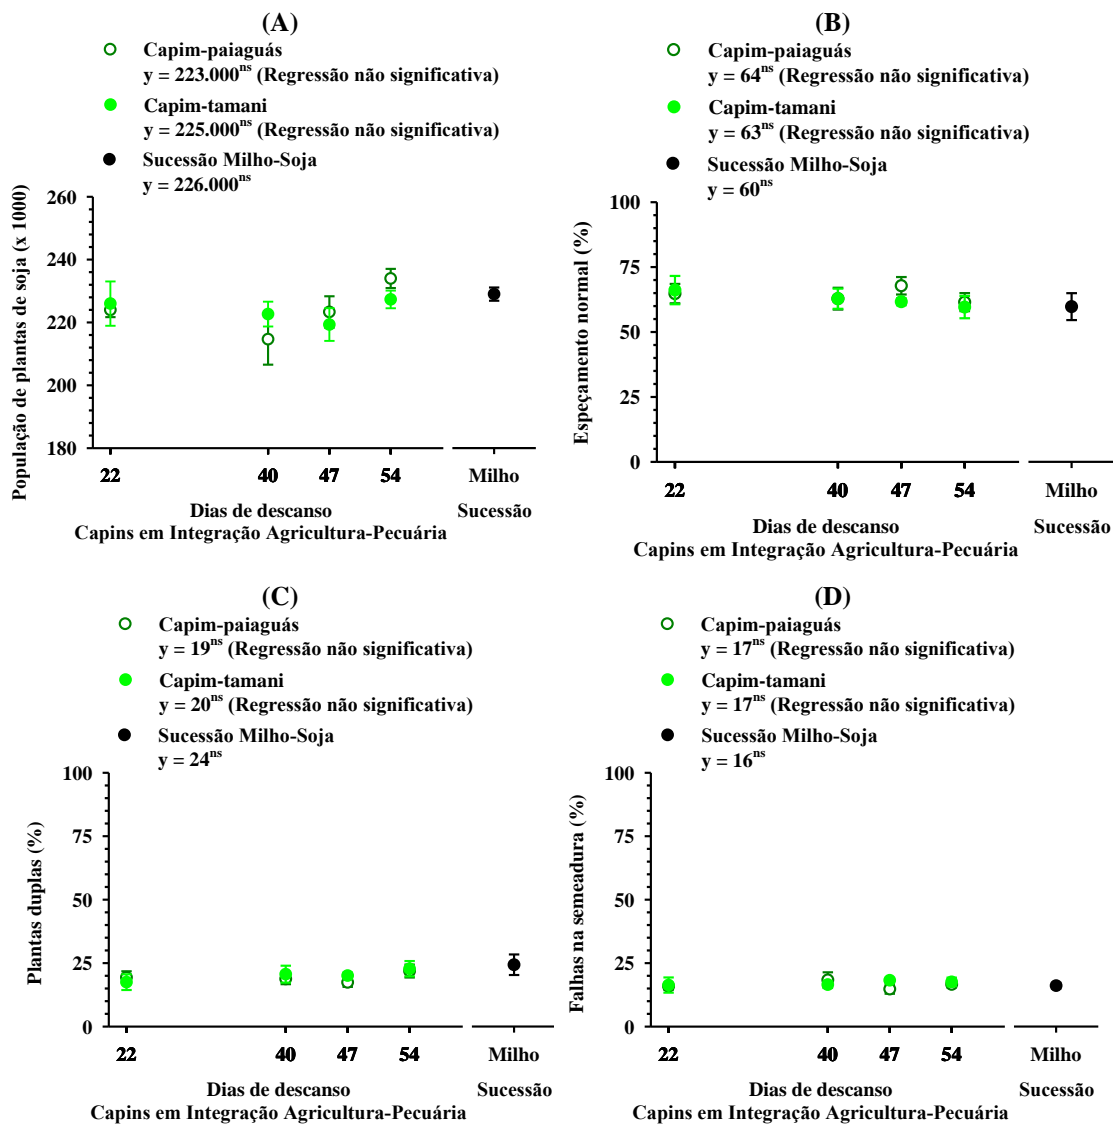 (A)
Capim-paiaguás
y = 223.000ns (Regressão não significativa)
Capim-tamani
y = 225.000ns (Regressão não significativa)
Sucessão Milho-Soja
y = 226.000ns
População de plantas de soja (x 1000)
260
240
220
200
180
22 40 47 54 Milho
Dias de descanso Sucessão
Capins em Integração Agricultura-Pecuária
(B)
Capim-paiaguás
y = 64ns (Regressão não significativa)
Capim-tamani
y = 63ns (Regressão não significativa)
Sucessão Milho-Soja
y = 60ns
Espeçamento normal (%)
100
75
50
25
0
22 40 47 54 Milho
Dias de descanso Sucessão
Capins em Integração Agricultura-Pecuária
(C)
Capim-paiaguás
y = 19ns (Regressão não significativa)
Capim-tamani
y = 20ns (Regressão não significativa)
Sucessão Milho-Soja
y = 24ns
Plantas duplas (%)
100
75
50
25
0
22 40 47 54 Milho
Dias de descanso Sucessão
Capins em Integração Agricultura-Pecuária
(D)
Capim-paiaguás
y = 17ns (Regressão não significativa)
Capim-tamani
y = 17ns (Regressão não significativa)
Sucessão Milho-Soja
y = 16ns
Falhas na semeadura (%)
100
75
50
25
0
22 40 47 54 Milho
Dias de descanso Sucessão
Capins em Integração Agricultura-Pecuária